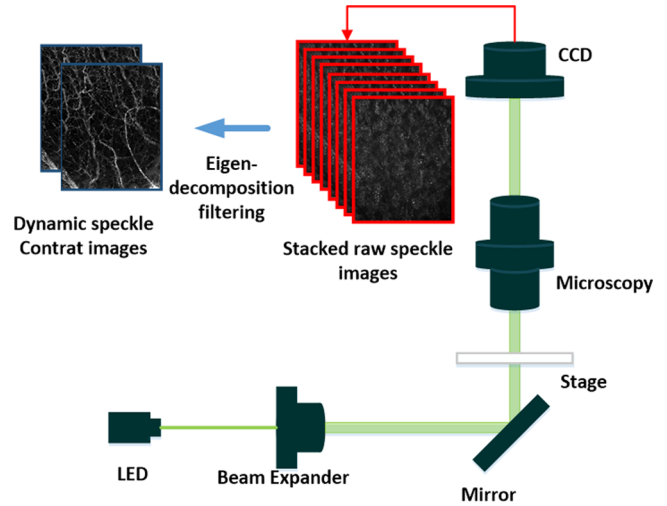 CCD
Eigen-
decomposition
filtering
Dynamic speckle
Contrat images
Stacked raw speckle
images
Microscopy
Stage
LED
Beam Expander
Mirror